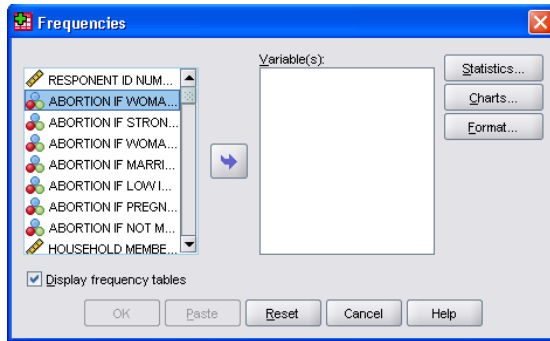 Frequencies
Variable(s):
RESPONENT ID NUM...
ABORTION IF WOMA...
ABORTION IF STRON...
ABORTION IF WOMA...
ABORTION IF MARRI...
ABORTION IF LOW I...
ABORTION IF PREGN...
ABORTION IF NOT M...
HOUSEHOLD MEMBE...
Statistics...
Charts...
Format...
Display frequency tables
OK
Paste
Reset
Cancel
Help